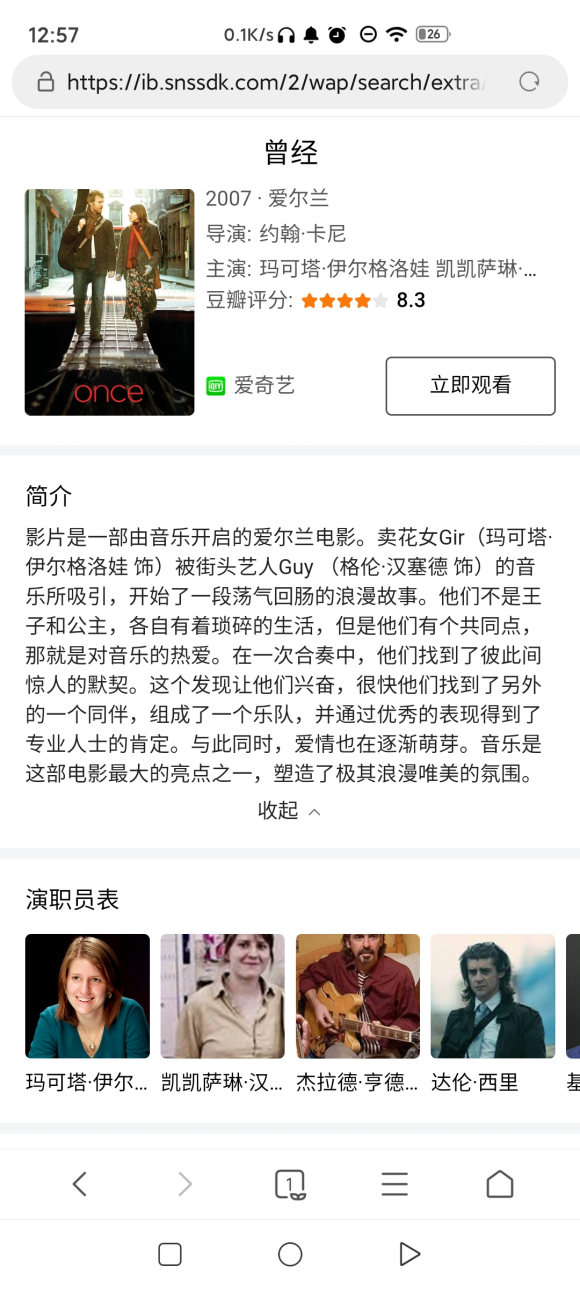 12:57
0.1K/s
26
https://ib.snssdk.com/2/wap/search/extra/
曾经
2007 · 爱尔兰
导演: 约翰·卡尼
主演: 玛可塔·伊尔格洛娃 凯凯萨琳·...
豆瓣评分: 8.3
once
QIY 爱奇艺
立即观看
简介
影片是一部由音乐开启的爱尔兰电影。卖花女Gir（玛可塔·
伊尔格洛娃 饰）被街头艺人Guy （格伦·汉塞德 饰）的音
乐所吸引，开始了一段荡气回肠的浪漫故事。他们不是王
子和公主，各自有着琐碎的生活，但是他们有个共同点，
那就是对音乐的热爱。在一次合奏中，他们找到了彼此间
惊人的默契。这个发现让他们兴奋，很快他们找到了另外
的一个同伴，组成了一个乐队，并通过优秀的表现得到了
专业人士的肯定。与此同时，爱情也在逐渐萌芽。音乐是
这部电影最大的亮点之一，塑造了极其浪漫唯美的氛围。
收起
演职员表
玛可塔·伊尔... 凯凯萨琳·汉... 杰拉德·亨德... 达伦·西里 基
1